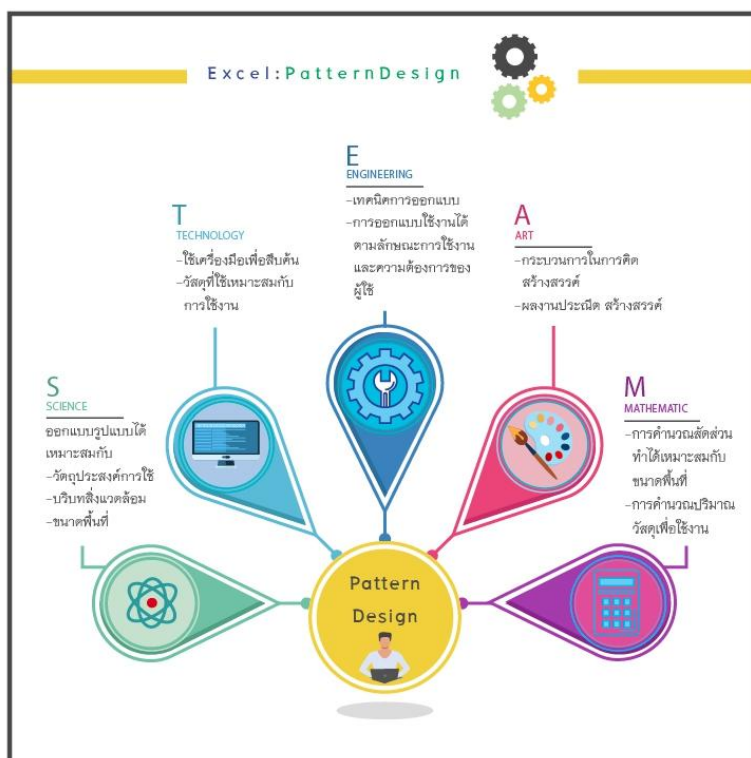 Excel:PatternDesign
S
SCIENCE
ออกแบบรูปแบบได้
เหมาะสมกับ
-วัตถุประสงค์การใช้
-บริบทสิ่งแวดล้อม
-ขนาดพื้นที่
T
TECHNOLOGY
-ใช้เครื่องมือเพื่อสืบค้น
-วัสดุที่ใช้เหมาะสมกับ
การใช้งาน
E
ENGINEERING
-เทคนิคการออกแบบ
-การออกแบบใช้งานได้
ตามลักษณะการใช้งาน
และความต้องการของ
ผู้ใช้
A
ART
-กระบวนการในการคิด
สร้างสรรค์
-ผลงานประณีต สร้างสรรค์
M
MATHEMATIC
-การคำนวณสัดส่วน
ทำได้เหมาะสมกับ
ขนาดพื้นที่
-การคำนวณปริมาณ
วัสดุเพื่อใช้งาน
Pattern
Design